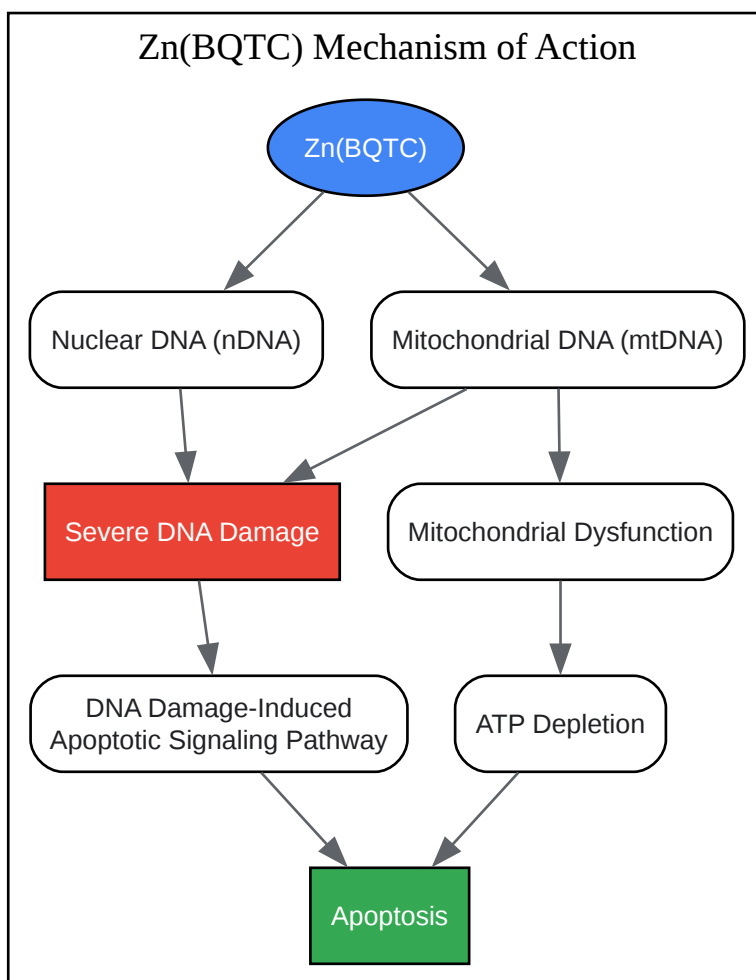 Zn(BQTC) Mechanism of Action
Zn(BQTC)
Nuclear DNA (nDNA)
Mitochondrial DNA (mtDNA)
Severe DNA Damage
Mitochondrial Dysfunction
DNA Damage-Induced
Apoptotic Signaling Pathway
ATP Depletion
Apoptosis